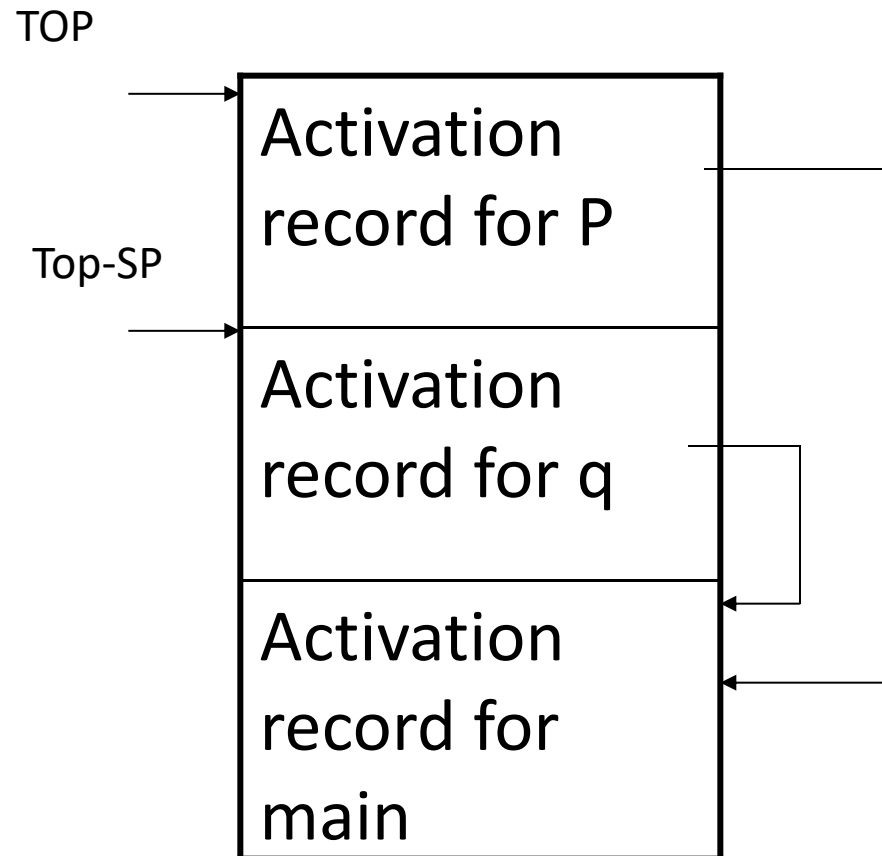 TOP
Activation
record for P
Top-SP
Activation
record for q
Activation
record for
main